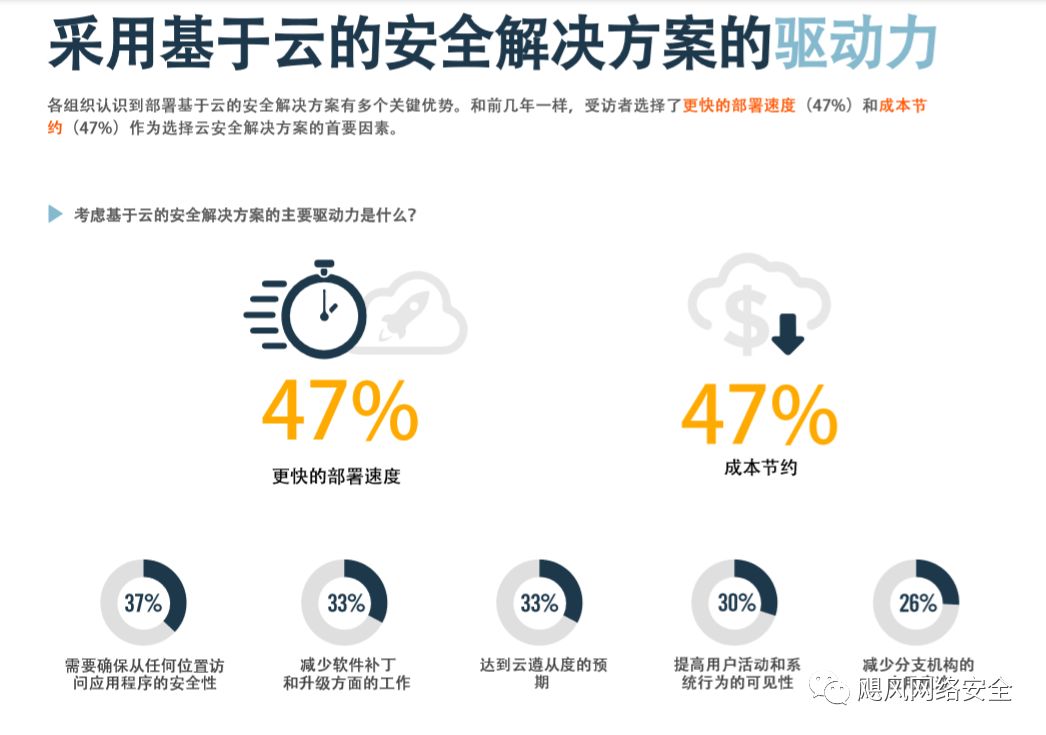 采用基于云的安全解决方案的驱动力
各组织认识到部署基于云的安全解决方案有多个关键优势。和前几年一样，受访者选择了更快的部署速度（47%）和成本节
约（47%）作为选择云安全解决方案的首要因素。
考虑基于云的安全解决方案的主要驱动力是什么?
47%
更快的部署速度
47%
成本节约
37%
需要确保从任何位置访
问应用程序的安全性
33%
减少软件补丁
和升级方面的工作
33%
达到云遵从度的预
期
30%
提高用户活动和系
统行为的可见性
26%
减少分支机构的
飓风网络安全